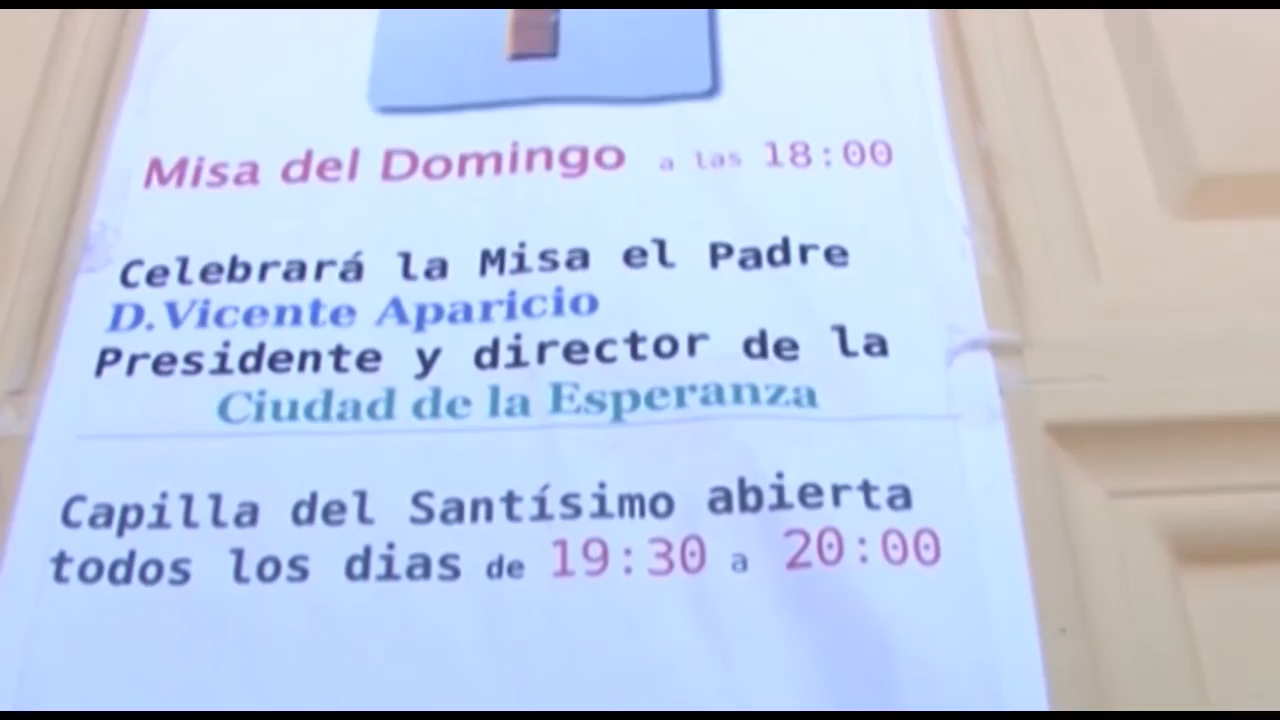 Misa del Domingo a las 18:00
Celebrará la Misa el Padre
D.Vicente Aparicio
Presidente y director de la
Ciudad de la Esperanza
Capilla del Santísimo abierta
todos los dias de 19:30 a 20:00